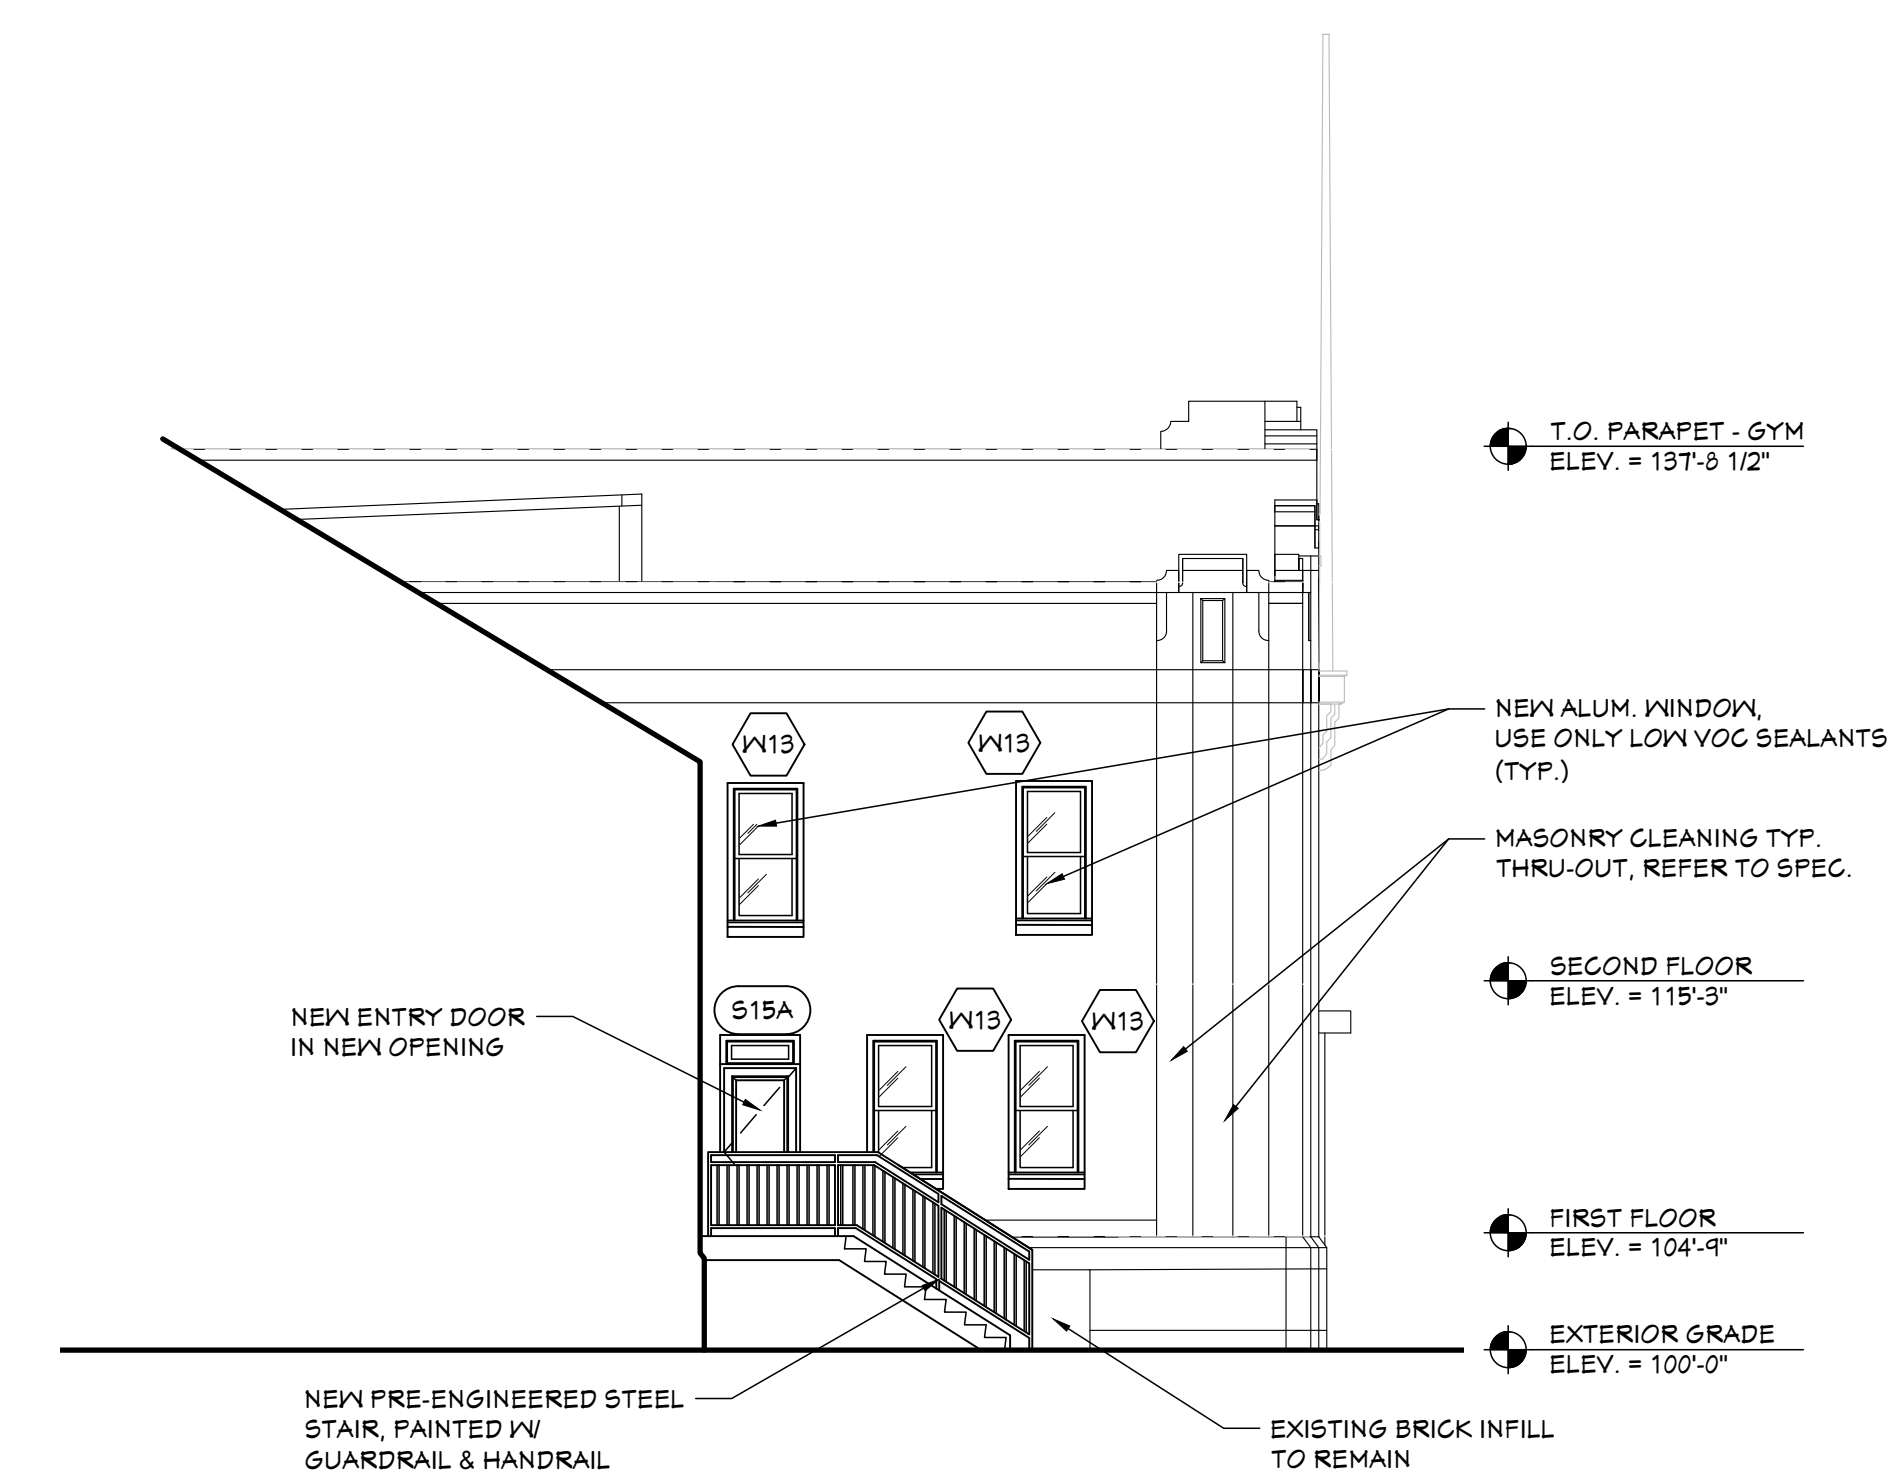 T.O. PARAPET - GYM
ELEV. = 137'-8 1/2"
NEW ALUM. WINDOW,
USE ONLY LOW VOC SEALANTS
(TYP.)
W13
W13
MASONRY CLEANING TYP.
THRU-OUT, REFER TO SPEC.
SECOND FLOOR
ELEV. = 115'-3"
NEW ENTRY DOOR
IN NEW OPENING
S15A
W13
W13
FIRST FLOOR
ELEV. = 104'-9"
EXTERIOR GRADE
ELEV. = 100'-0"
NEW PRE-ENGINEERED STEEL
STAIR, PAINTED W/
GUARDRAIL & HANDRAIL
EXISTING BRICK INFILL
TO REMAIN